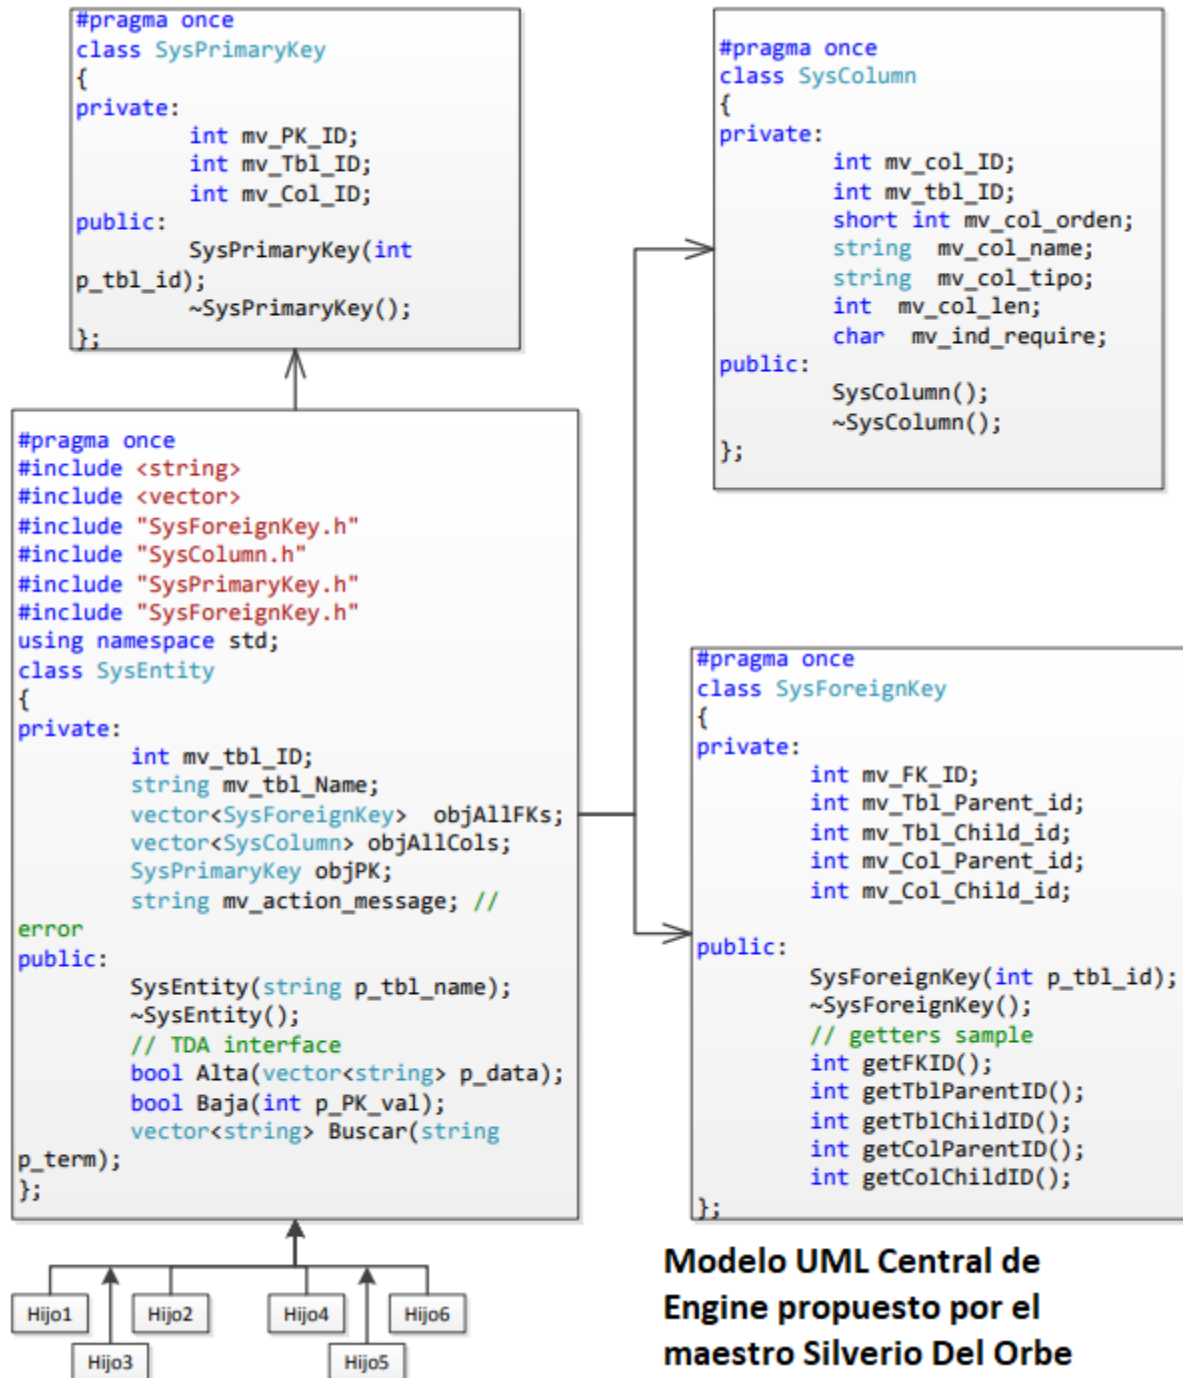 #pragma once
class SysPrimaryKey
{
private:
int mv_PK_ID;
int mv_Tbl_ID;
int mv_Col_ID;
public:
SysPrimaryKey(int
p_tbl_id);
~SysPrimaryKey();
};
#pragma once
class SysColumn
{
private:
int mv_col_ID;
int mv_tbl_ID;
short int mv_col_orden;
string mv_col_name;
string mv_col_tipo;
int mv_col_len;
char mv_ind_require;
public:
SysColumn();
~SysColumn();
};
#pragma once
#include <string>
#include <vector>
#include "SysForeignKey.h"
#include "SysColumn.h"
#include "SysPrimaryKey.h"
#include "SysForeignKey.h"
using namespace std;
class SysEntity
{
private:
int mv_tbl_ID;
string mv_tbl_Name;
vector<SysForeignKey> objAllFKs;
vector<SysColumn> objAllCols;
SysPrimaryKey objPK;
string mv_action_message; //
error
public:
SysEntity(string p_tbl_name);
~SysEntity();
// TDA interface
bool Alta(vector<string> p_data);
bool Baja(int p_PK_val);
vector<string> Buscar(string
p_term);
};
#pragma once
class SysForeignKey
{
private:
int mv_FK_ID;
int mv_Tbl_Parent_id;
int mv_Tbl_Child_id;
int mv_Col_Parent_id;
int mv_Col_Child_id;
public:
SysForeignKey(int p_tbl_id);
~SysForeignKey();
// getters sample
int getFKID();
int getTblParentID();
int getTblChildID();
int getColParentID();
int getColChildID();
};
Hijo1
Hijo2
Hijo4
Hijo6
Hijo3
Hijo5
Modelo UML Central de
Engine propuesto por el
maestro Silverio Del Orbe